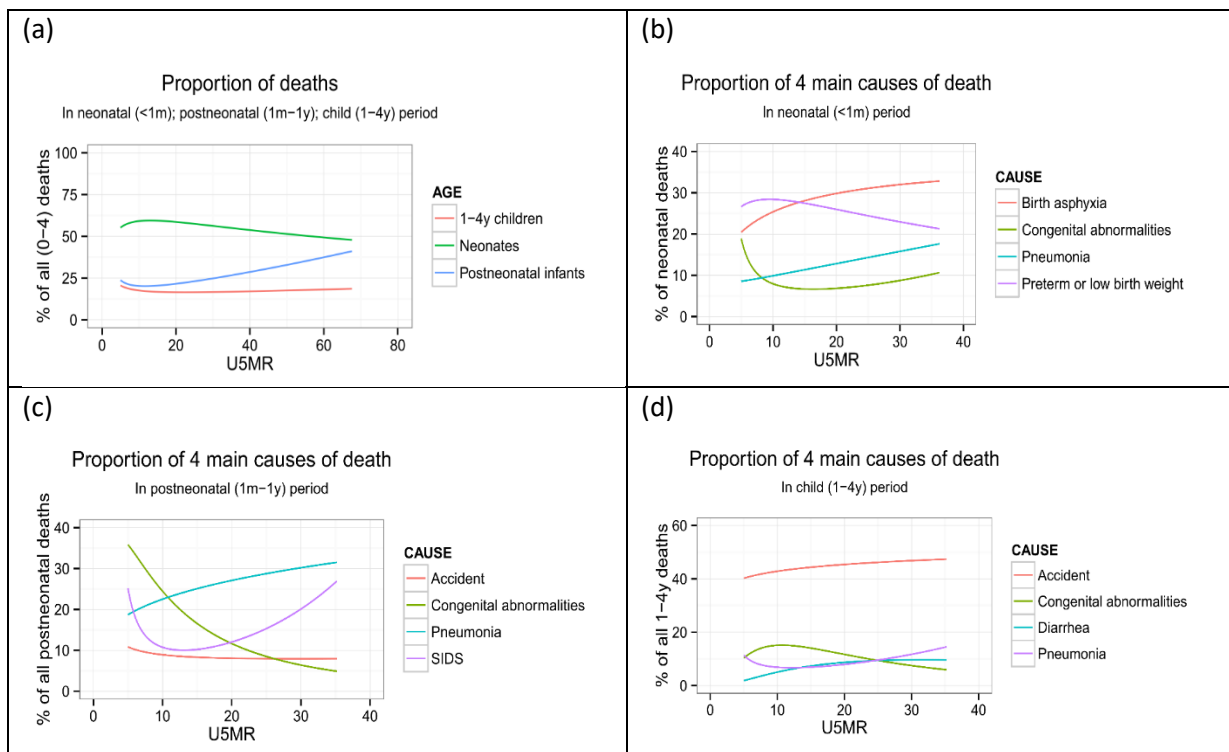 (a)
Proportion of deaths
In neonatal (<1m); postneonatal (1m−1y); child (1−4y) period
% of all (0−4) deaths
100
75
50
25
0
0 20 40 60 80
U5MR
AGE
1−4y children
Neonates
Postneonatal infants
(b)
Proportion of 4 main causes of death
In neonatal (<1m) period
% of neonatal deaths
40
30
20
10
0
0 10 20 30 40
U5MR
CAUSE
Birth asphyxia
Congenital abnormalities
Pneumonia
Preterm or low birth weight
(c)
Proportion of 4 main causes of death
In postneonatal (1m−1y) period
% of all postneonatal deaths
40
30
20
10
0
0 10 20 30 40
U5MR
CAUSE
Accident
Congenital abnormalities
Pneumonia
SIDS
(d)
Proportion of 4 main causes of death
In child (1−4y) period
% of all 1−4y deaths
60
40
20
0
0 10 20 30 40
U5MR
CAUSE
Accident
Congenital abnormalities
Diarrhea
Pneumonia